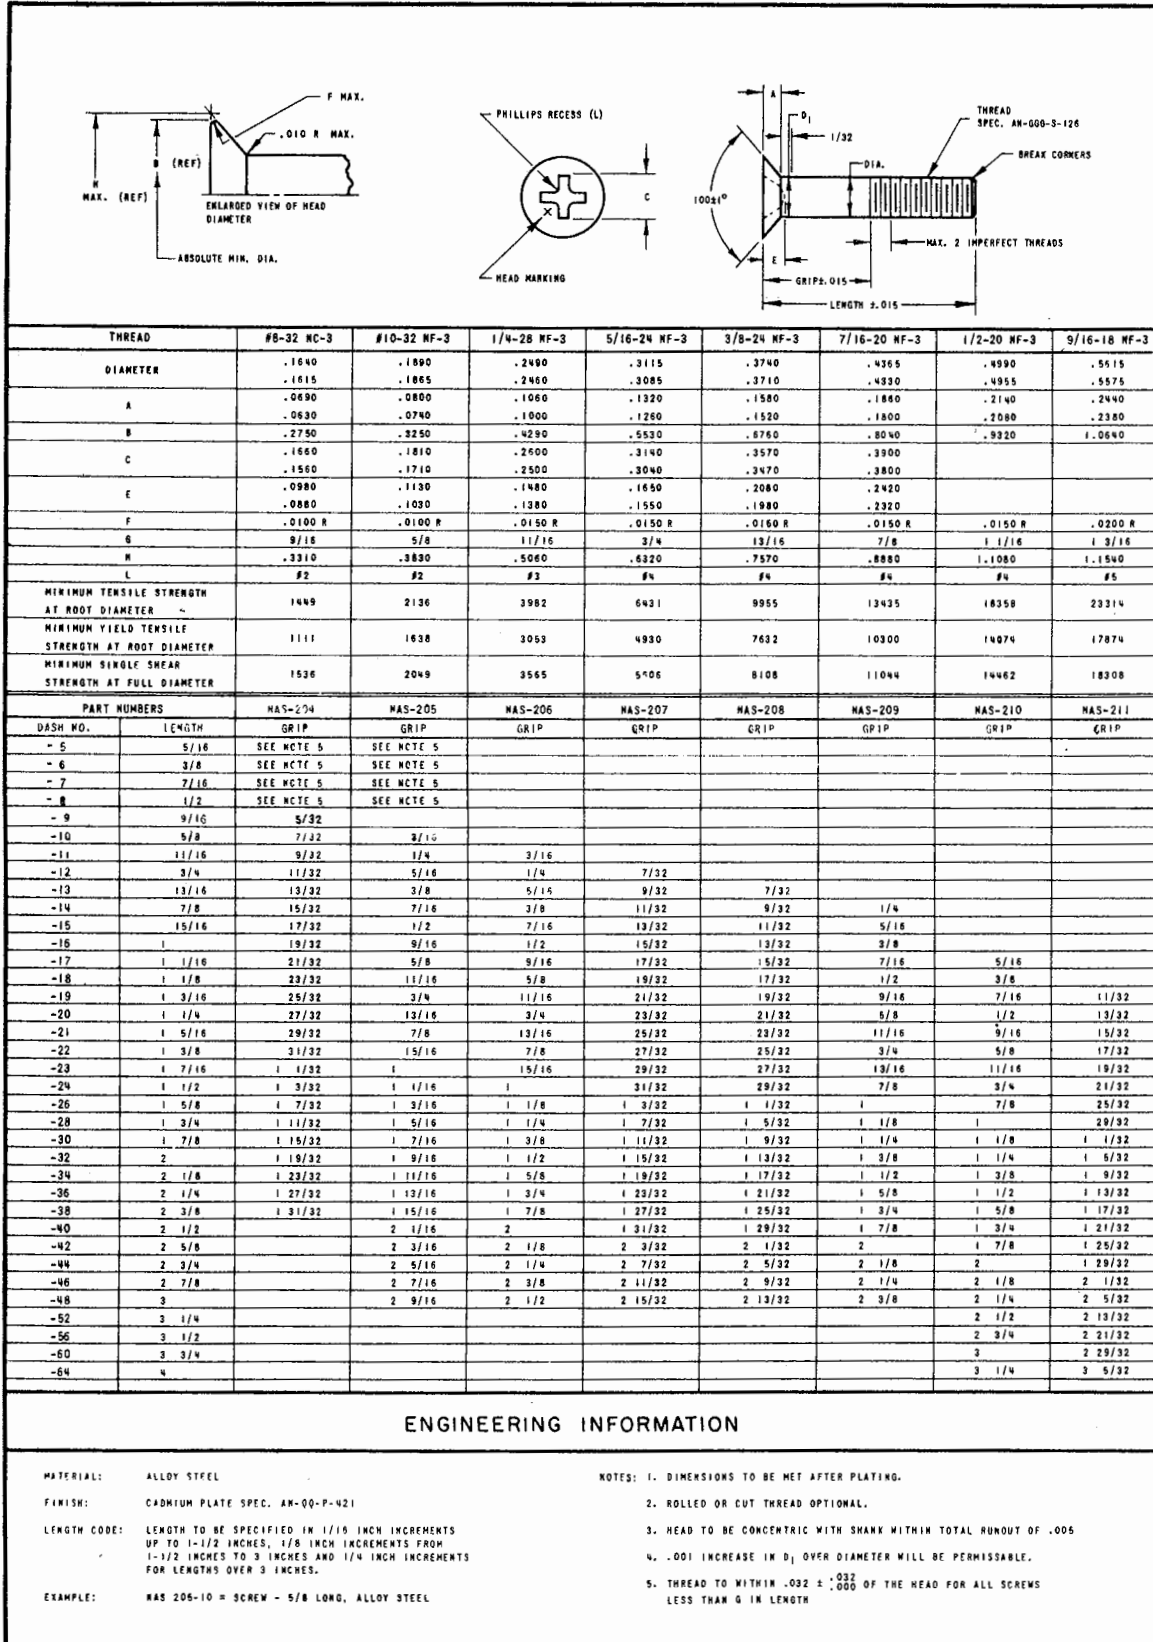 F MAX.
.010 R MAX.
B (REF)
H
MAX. (REF)
ENLARGED VIEW OF HEAD
DIAMETER
ABSOLUTE MIN. DIA.
PHILLIPS RECESS (L)
C
HEAD MARKING
A
D1
1/32
THREAD
SPEC. AN-GGG-S-126
BREAK CORNERS
DIA.
100±1°
MAX. 2 IMPERFECT THREADS
E
GRIP±.015
LENGTH ±.015
THREAD #8-32 NC-3 #10-32 NF-3 1/4-28 NF-3 5/16-24 NF-3 3/8-24 NF-3 7/16-20 NF-3 1/2-20 NF-3 9/16-18 NF-3
DIAMETER .1640 .1890 .2490 .3115 .3740 .4365 .4990 .5615
.1615 .1865 .2460 .3085 .3710 .4330 .4955 .5575
A .0690 .0800 .1060 .1320 .1580 .1860 .2140 .2440
.0630 .0740 .1000 .1260 .1520 .1800 .2080 .2380
B .2750 .3250 .4290 .5530 .6760 .8040 .9320 1.0640
C .1660 .1810 .2600 .3140 .3570 .3900
.1560 .1710 .2500 .3040 .3470 .3800
E .0980 .1130 .1480 .1650 .2080 .2420
.0880 .1030 .1380 .1550 .1980 .2320
F .0100 R .0100 R .0150 R .0150 R .0160 R .0150 R .0150 R .0200 R
G 9/16 5/8 11/16 3/4 13/16 7/8 1 1/16 1 3/16
H .3310 .3830 .5060 .6320 .7570 .8880 1.1080 1.1540
L #2 #2 #3 #4 #4 #4 #4 #5
MINIMUM TENSILE STRENGTH
AT ROOT DIAMETER 1449 2136 3982 6431 9955 13435 18358 23314
MINIMUM YIELD TENSILE
STRENGTH AT ROOT DIAMETER 1111 1638 3053 4930 7632 10300 14074 17874
MINIMUM SINGLE SHEAR
STRENGTH AT FULL DIAMETER 1536 2049 3565 8108 11044 14462 18308
PART NUMBERS NAS-204 NAS-205 NAS-206 NAS-207 NAS-208 NAS-209 NAS-210 NAS-211
DASH NO. LENGTH GRIP GRIP GRIP GRIP GRIP GRIP GRIP GRIP
-5 5/16 SEE NOTE 5 SEE NOTE 5
-6 3/8 SEE NOTE 5 SEE NOTE 5
-7 7/16 SEE NOTE 5 SEE NOTE 5
-8 1/2 SEE NOTE 5 SEE NOTE 5
-9 9/16 5/32
-10 5/8 7/32 3/16
-11 11/16 9/32 1/4 3/16
-12 3/4 11/32 5/16 1/4 7/32
-13 13/16 13/32 3/8 5/16 9/32 7/32
-14 7/8 15/32 7/16 3/8 11/32 9/32 1/4
-15 15/16 17/32 1/2 7/16 13/32 11/32 5/16
-16 1 19/32 9/16 1/2 15/32 13/32 3/8
-17 1 1/16 21/32 5/8 9/16 17/32 15/32 7/16 5/16
-18 1 1/8 23/32 11/16 5/8 19/32 17/32 1/2 3/8
-19 1 3/16 25/32 3/4 11/16 21/32 19/32 9/16 7/16 11/32
-20 1 1/4 27/32 13/16 3/4 23/32 21/32 5/8 1/2 13/32
-21 1 5/16 29/32 7/8 13/16 25/32 23/32 11/16 9/16 15/32
-22 1 3/8 31/32 15/16 7/8 27/32 25/32 3/4 5/8 17/32
-23 1 7/16 1 1/32 1 15/16 29/32 27/32 13/16 11/16 19/32
-24 1 1/2 1 3/32 1 1/16 1 31/32 29/32 7/8 3/4 21/32
-26 1 5/8 1 7/32 1 3/16 1 1/8 1 3/32 1 1/32 1 7/8 25/32
-28 1 3/4 1 11/32 1 5/16 1 1/4 1 7/32 1 5/32 1 1/8 1 29/32
-30 1 7/8 1 15/32 1 7/16 1 3/8 1 11/32 1 9/32 1 1/4 1 1/8 1 1/32
-32 2 1 19/32 1 9/16 1 1/2 1 15/32 1 13/32 1 3/8 1 1/4 1 5/32
-34 2 1/8 1 23/32 1 11/16 1 5/8 1 19/32 1 17/32 1 1/2 1 3/8 1 9/32
-36 2 1/4 1 27/32 1 13/16 1 3/4 1 23/32 1 21/32 1 5/8 1 1/2 1 13/32
-38 2 3/8 1 31/32 1 15/16 1 7/8 1 27/32 1 25/32 1 3/4 1 5/8 1 17/32
-40 2 1/2 2 1/16 2 1 31/32 1 29/32 1 7/8 1 3/4 1 21/32
-42 2 5/8 2 3/16 2 1/8 2 3/32 2 1/32 2 1 7/8 1 25/32
-44 2 3/4 2 5/16 2 1/4 2 7/32 2 5/32 2 1/8 2 1 29/32
-46 2 7/8 2 7/16 2 3/8 2 11/32 2 9/32 2 1/4 2 1/8 2 1/32
-48 3 2 9/16 2 1/2 2 15/32 2 13/32 2 3/8 2 1/4 2 5/32
-52 3 1/4 2 1/2 2 13/32
-56 3 1/2 2 3/4 2 21/32
-60 3 3/4 3 2 29/32
-64 4 3 1/4 3 5/32
ENGINEERING INFORMATION
MATERIAL: ALLOY STEEL
FINISH: CADMIUM PLATE SPEC. AN-QQ-P-421
LENGTH CODE: LENGTH TO BE SPECIFIED IN 1/16 INCH INCREMENTS
UP TO 1-1/2 INCHES, 1/8 INCH INCREMENTS FROM
1-1/2 INCHES TO 3 INCHES AND 1/4 INCH INCREMENTS
FOR LENGTHS OVER 3 INCHES.
EXAMPLE: NAS 205-10 = SCREW - 5/8 LONG, ALLOY STEEL
NOTES: 1. DIMENSIONS TO BE MET AFTER PLATING.
2. ROLLED OR CUT THREAD OPTIONAL.
3. HEAD TO BE CONCENTRIC WITH SHANK WITHIN TOTAL RUNOUT OF .005
4. .001 INCREASE IN D1 OVER DIAMETER WILL BE PERMISSABLE.
5. THREAD TO WITHIN .032 ± .032 .000 OF THE HEAD FOR ALL SCREWS
LESS THAN G IN LENGTH